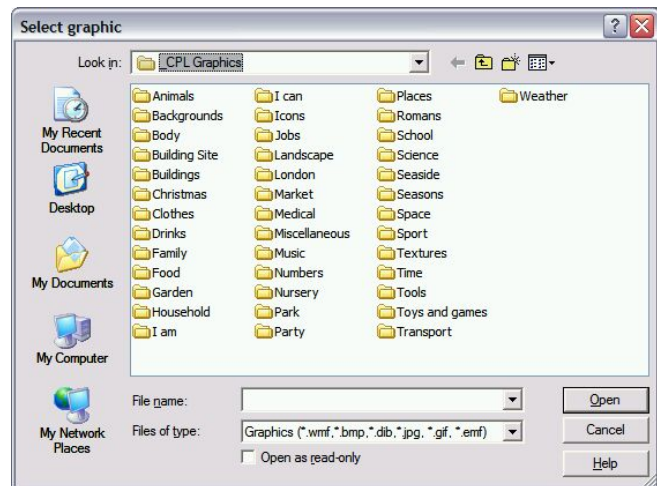 Select graphic
Look in:
_CPL Graphics
My Recent
Documents
Desktop
My Documents
My Computer
My Network
Places
Animals
Backgrounds
Body
Building Site
Buildings
Christmas
Clothes
Drinks
Family
Food
Garden
Household
I am
I can
Icons
Jobs
Landscape
London
Market
Medical
Miscellaneous
Music
Numbers
Nursery
Park
Party
Places
Romans
School
Science
Seaside
Seasons
Space
Sport
Textures
Time
Tools
Toys and games
Transport
Weather
File name:
Open
Files of type:
Graphics (*.wmf,*.bmp,*.dib,*.jpg, *.gif, *.emf)
Cancel
Open as read-only
Help